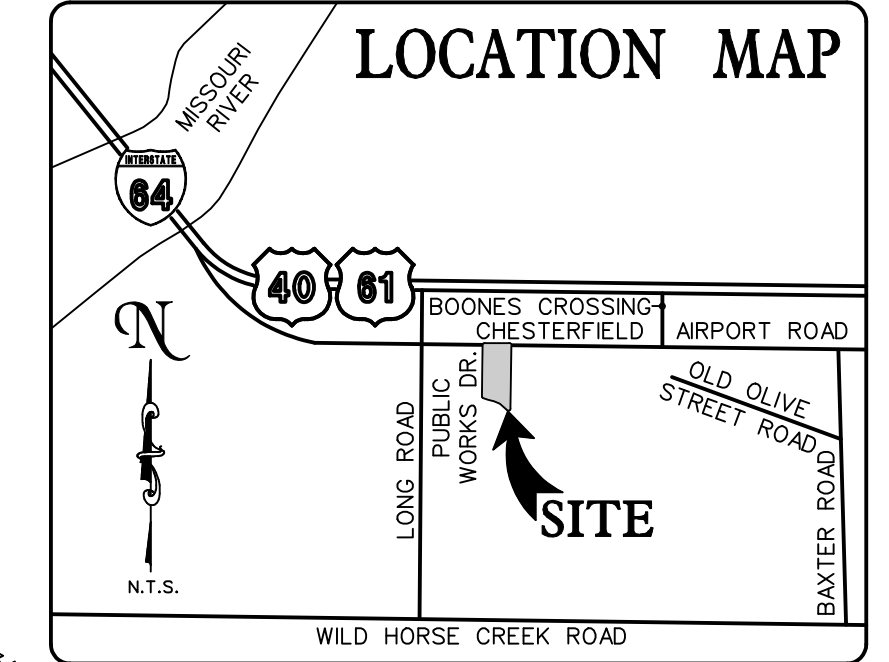 LOCATION MAP
MISSOURI
RIVER
INTERSTATE
64
40
61
BOONES CROSSING
CHESTERFIELD
AIRPORT ROAD
N
PUBLIC
WORKS DR.
OLD OLIVE
STREET ROAD
LONG ROAD
SITE
BAXTER ROAD
N.T.S.
WILD HORSE CREEK ROAD